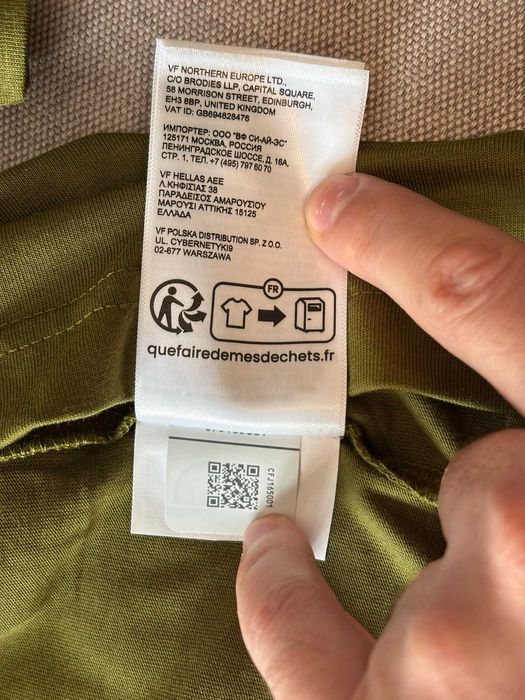 VF NORTHERN EUROPE LTD.,
C/O BRODIES LLP, CAPITAL SQUARE,
58 MORRISON STREET, EDINBURGH,
EH3 8BP, UNITED KINGDOM
VAT ID: GB694828476
ИМПОРТЕР: ООО "ВФ СИ-АЙ-ЭС"
125171 МОСКВА, РОССИЯ
ЛЕНИНГРАДСКОЕ ШОССЕ, Д. 16А,
СТР. 1, ТЕЛ. +7 (495) 797 60 70
VF HELLAS AEE
Λ.ΚΗΦΙΣΙΑΣ 38
ΠΑΡΑΔΕΙΣΟΣ ΑΜΑΡΟΥΣΙΟΥ
ΜΑΡΟΥΣΙ ΑΤΤΙΚΗΣ 15125
ΕΛΛΑΔΑ
VF POLSKA DISTRIBUTION SP. Z O.O.
UL. CYBERNETYKI9
02-677 WARSZAWA
FR
quefairedemesdechets.fr
CFJ165001